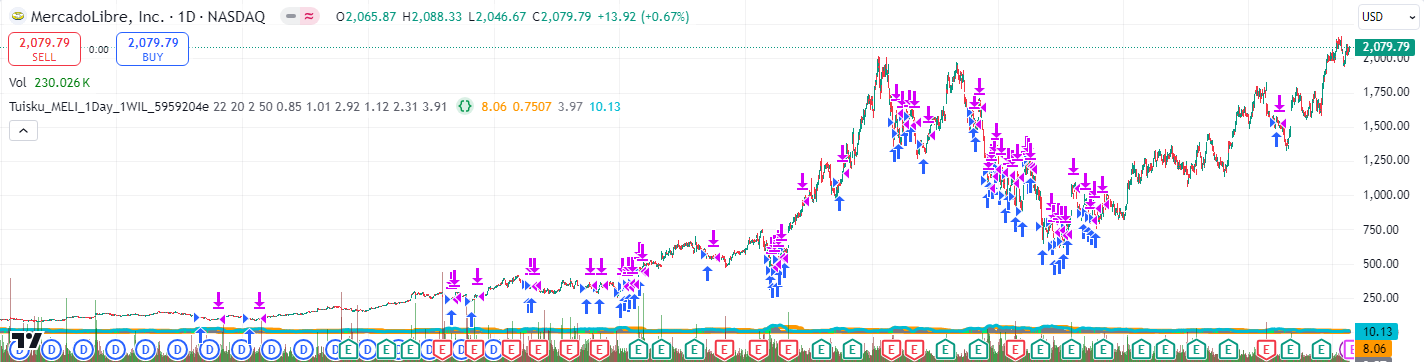 MercadoLibre, Inc. · 1D · NASDAQ O2,065.87 H2,088.33 L2,046.67 C2,079.79 +13.92 (+0.67%) USD
2,079.79 0.00 2,079.79
SELL BUY
2,079.79
2,000.00
Vol 230.026 K
1,750.00
Tuisku_MELI_1Day_1WIL_5959204e 22 20 2 50 0.85 1.01 2.92 1.12 2.31 3.91 {} 8.06 0.7507 3.97 10.13
1,500.00
1,250.00
1,000.00
750.00
500.00
250.00
10.13
D D D D D D D D D D E D E E D E D E D E E E E E E E E E E E E E E E E E E E E E E E E
8.06